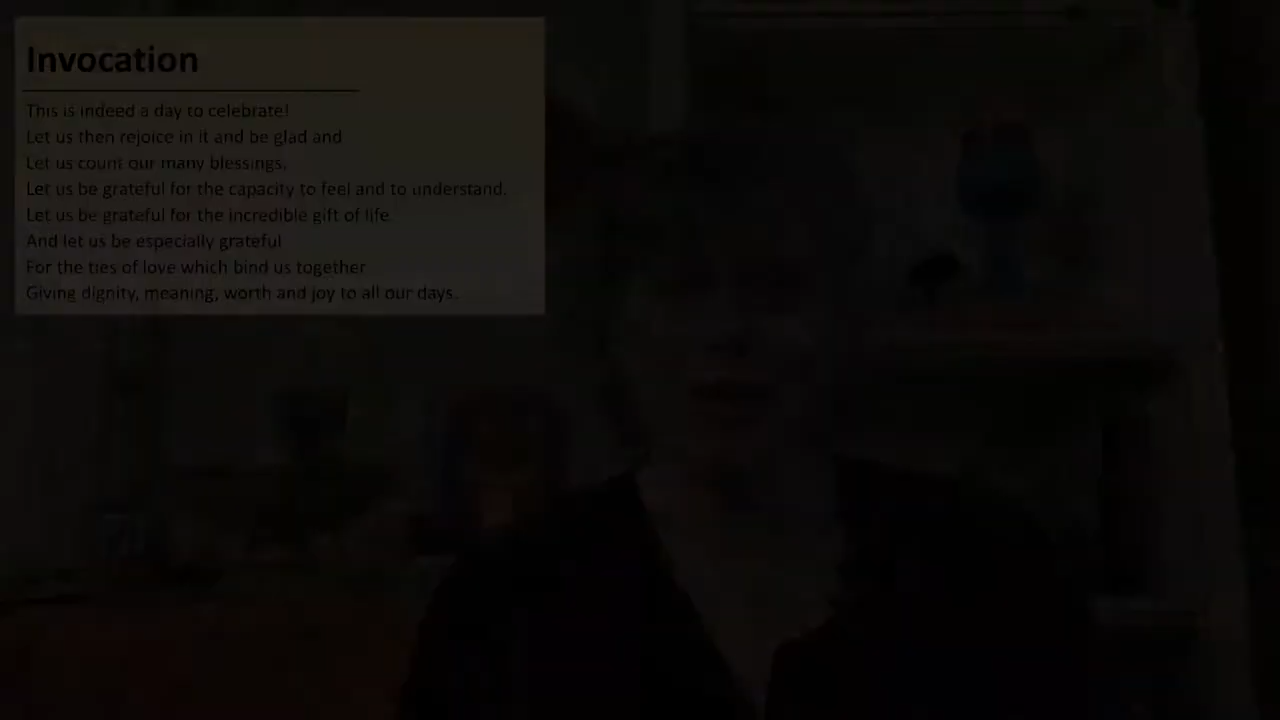 Invocation
This is indeed a day to celebrate!
Let us then rejoice in it and be glad and
Let us count our many blessings.
Let us be grateful for the capacity to feel and to understand.
Let us be grateful for the incredible gift of life
And let us be especially grateful
For the ties of love which bind us together
Giving dignity, meaning, worth and joy to all our days.